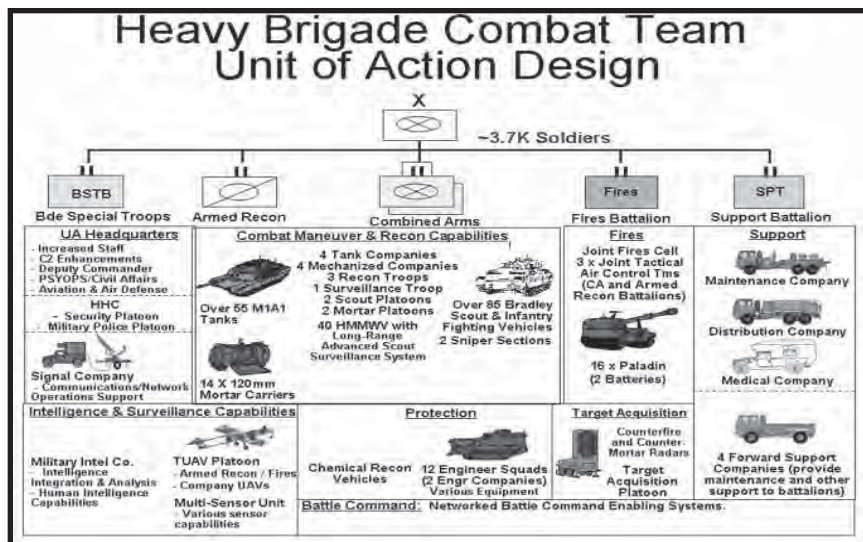 Heavy Brigade Combat Team
Unit of Action Design
X
~3.7K Soldiers
II
II
II
II
II
BSTB
Fires
SPT
Bde Special Troops
Armed Recon
Combined Arms
Fires Battalion
Support Battalion
UA Headquarters
- Increased Staff
- C2 Enhancements
- Deputy Commander
- PSYOPS/Civil Affairs
- Aviation & Air Defense
HHC
- Security Platoon
- Military Police Platoon
Signal Company
- Communications/Network
Operations Support
Combat Maneuver & Recon Capabilities
Over 55 M1A1
Tanks
14 X 120mm
Mortar Carriers
4 Tank Companies
4 Mechanized Companies
3 Recon Troops
1 Surveillance Troop
2 Scout Platoons
2 Mortar Platoons
40 HMMWV with
Long-Range
Advanced Scout
Surveillance System
Over 85 Bradley
Scout & Infantry
Fighting Vehicles
2 Sniper Sections
Fires
Joint Fires Cell
3 x Joint Tactical
Air Control Tms
(CA and Armed
Recon Battalions)
16 x Paladin
(2 Batteries)
Support
Maintenance Company
Distribution Company
Medical Company
4 Forward Support
Companies (provide
maintenance and other
support to battalions)
Intelligence & Surveillance Capabilities
Military Intel Co.
- Intelligence
Integration & Analysis
- Human Intelligence
Capabilities
TUAV Platoon
- Armed Recon / Fires
- Company UAVs
Multi-Sensor Unit
- Various sensor
capabilities
Protection
Chemical Recon
Vehicles
12 Engineer Squads
(2 Engr Companies)
Various Equipment
Target Acquisition
Counterfire
and Counter-
Mortar Radars
Target
Acquisition
Platoon
Battle Command: Networked Battle Command Enabling Systems.